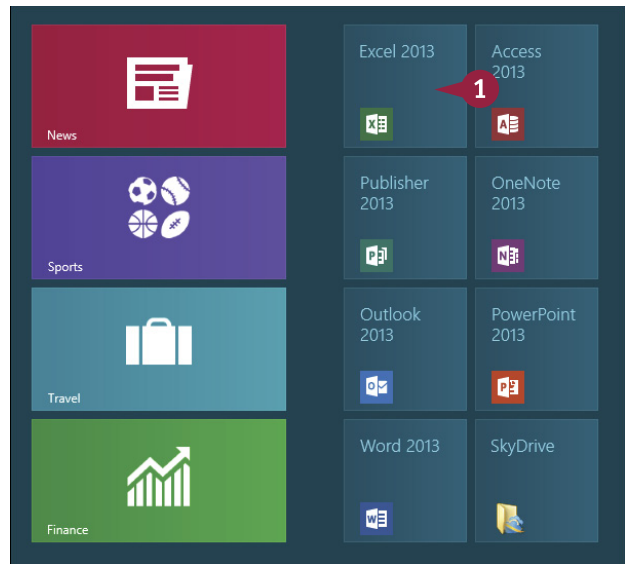 News
Sports
Travel
Finance
Excel 2013
1
Access
2013
Publisher
2013
OneNote
2013
Outlook
2013
PowerPoint
2013
Word 2013
SkyDrive